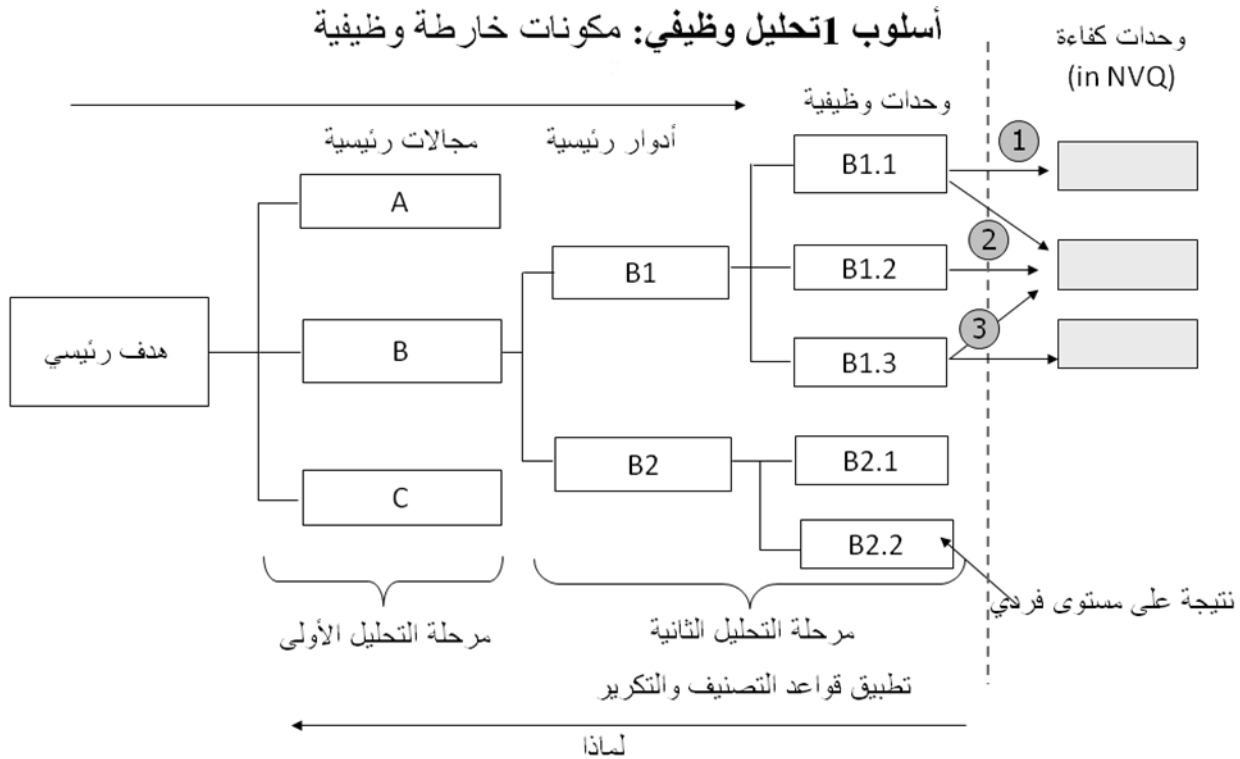 أسلوب 1تحليل وظيفي: مكونات خارطة وظيفية
وحدات كفاءة
(in NVQ)
وحدات وظيفية
أدوار رئيسية
مجالات رئيسية
1
B1.1
A
2
B1.2
B1
3
B1.3
B
هدف رئيسي
B2
B2.1
C
B2.2
نتيجة على مستوى فردي
مرحلة التحليل الثانية
مرحلة التحليل الأولى
تطبيق قواعد التصنيف والتكرير
لماذا